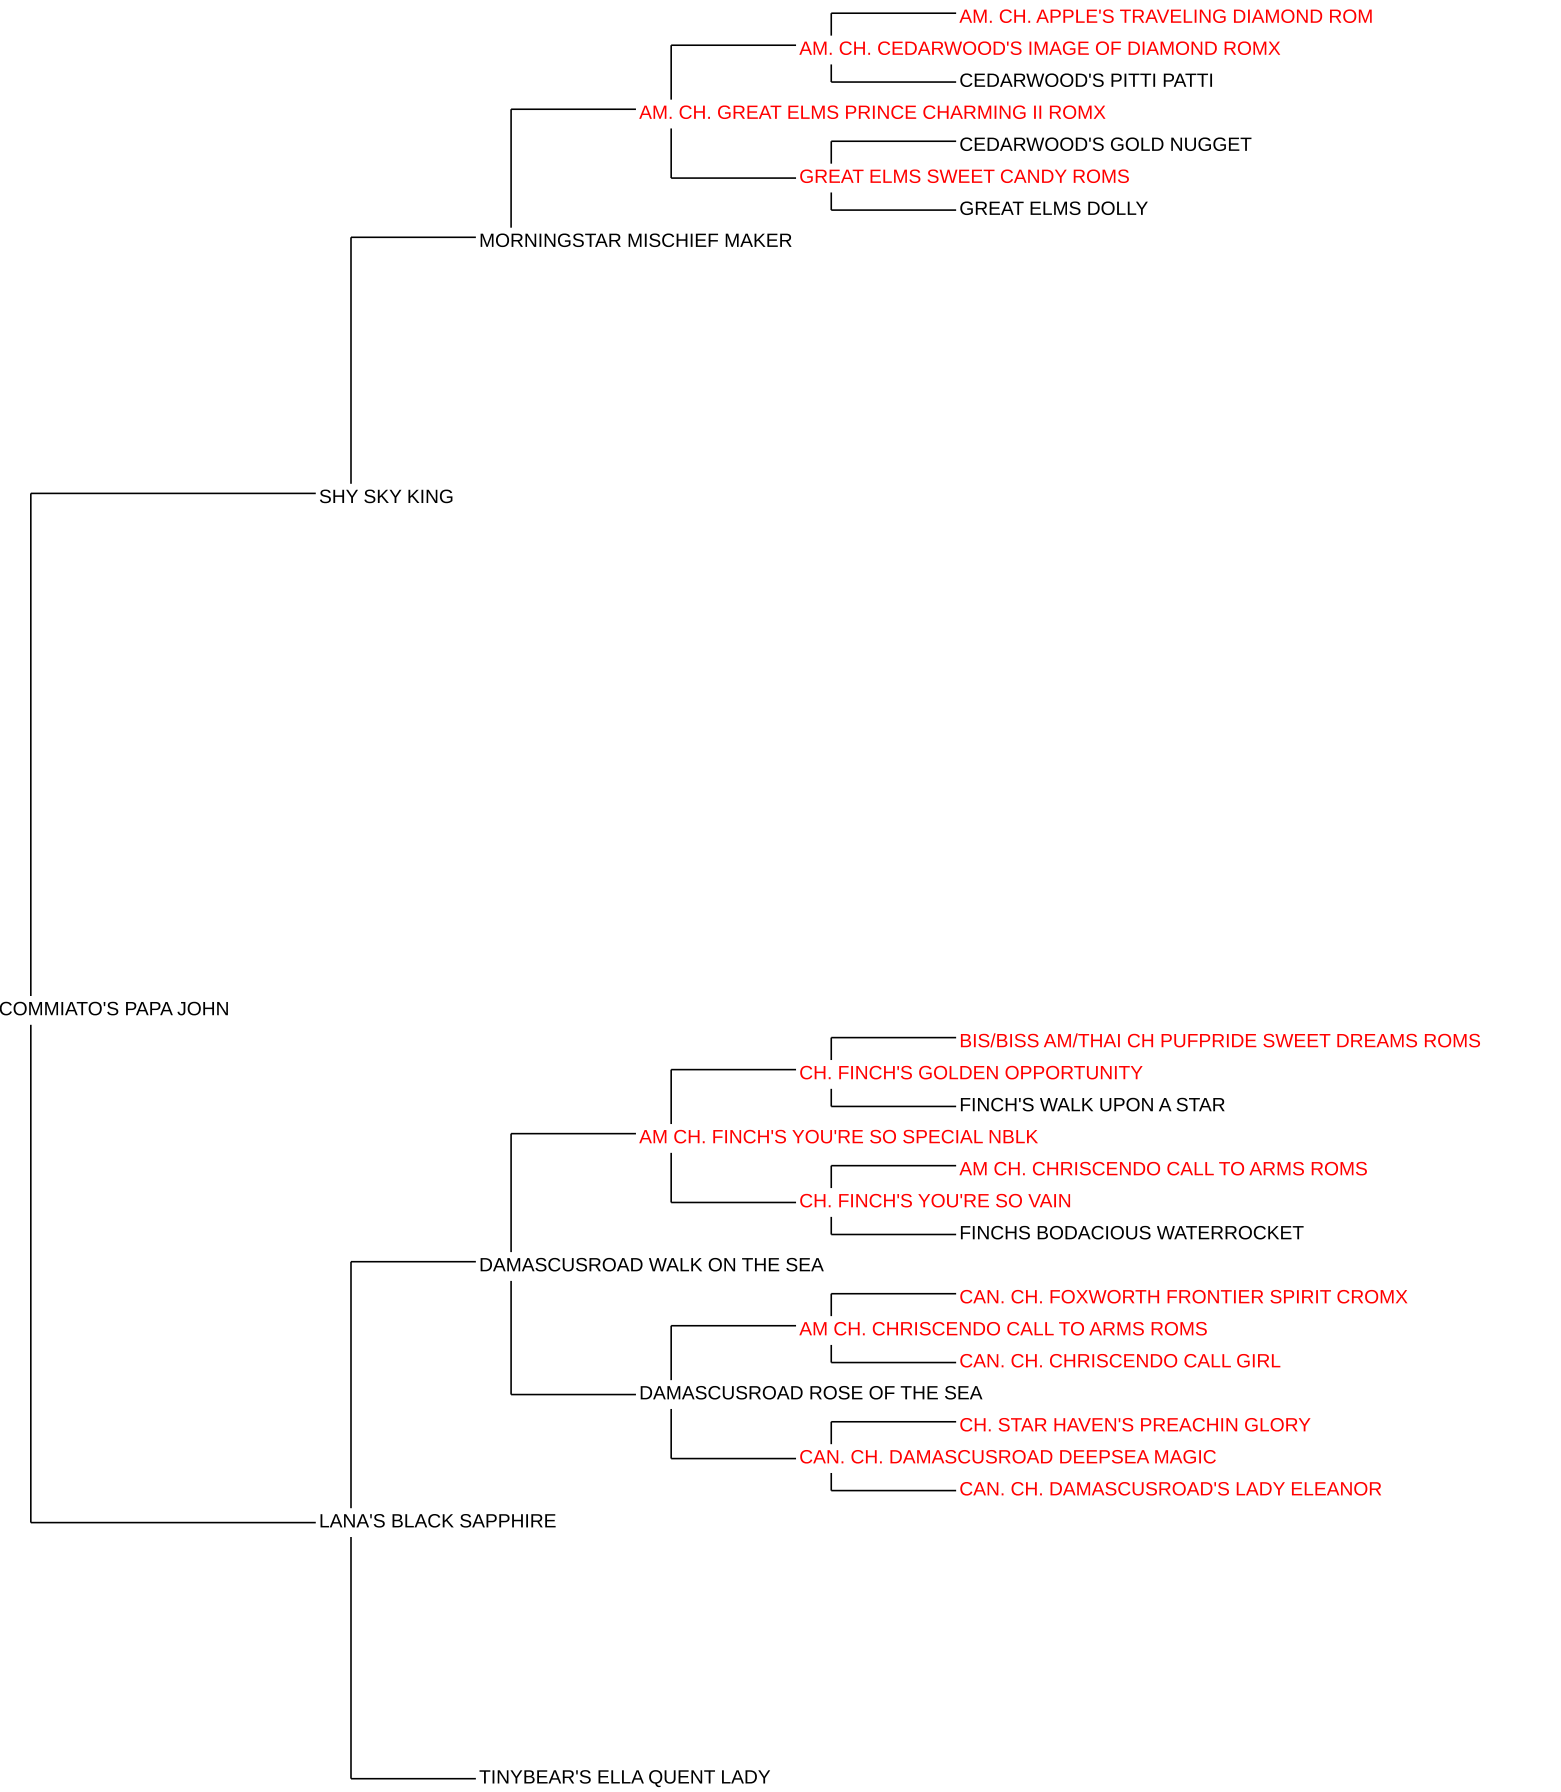 AM. CH. APPLE'S TRAVELING DIAMOND ROM
AM. CH. CEDARWOOD'S IMAGE OF DIAMOND ROMX
CEDARWOOD'S PITTI PATTI
AM. CH. GREAT ELMS PRINCE CHARMING II ROMX
CEDARWOOD'S GOLD NUGGET
GREAT ELMS SWEET CANDY ROMS
GREAT ELMS DOLLY
MORNINGSTAR MISCHIEF MAKER
SHY SKY KING
COMMIATO'S PAPA JOHN
BIS/BISS AM/THAI CH PUFPRIDE SWEET DREAMS ROMS
CH. FINCH'S GOLDEN OPPORTUNITY
FINCH'S WALK UPON A STAR
AM CH. FINCH'S YOU'RE SO SPECIAL NBLK
AM CH. CHRISCENDO CALL TO ARMS ROMS
CH. FINCH'S YOU'RE SO VAIN
FINCHS BODACIOUS WATERROCKET
DAMASCUSROAD WALK ON THE SEA
CAN. CH. FOXWORTH FRONTIER SPIRIT CROMX
AM CH. CHRISCENDO CALL TO ARMS ROMS
CAN. CH. CHRISCENDO CALL GIRL
DAMASCUSROAD ROSE OF THE SEA
CH. STAR HAVEN'S PREACHIN GLORY
CAN. CH. DAMASCUSROAD DEEPSEA MAGIC
CAN. CH. DAMASCUSROAD'S LADY ELEANOR
LANA'S BLACK SAPPHIRE
TINYBEAR'S ELLA QUENT LADY